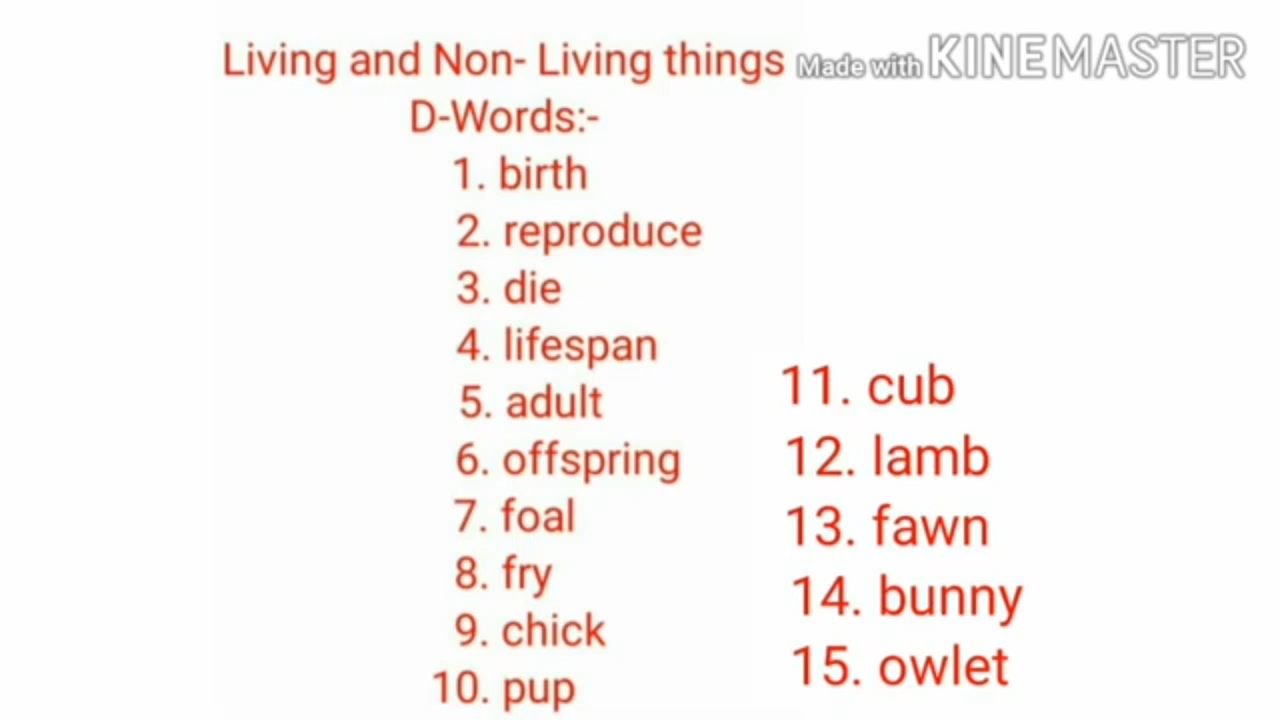 Living and Non- Living things
Made with KINEMASTER
D-Words:-
1. birth
2. reproduce
3. die
4. lifespan
5. adult
6. offspring
7. foal
8. fry
9. chick
10. pup
11. cub
12. lamb
13. fawn
14. bunny
15. owlet